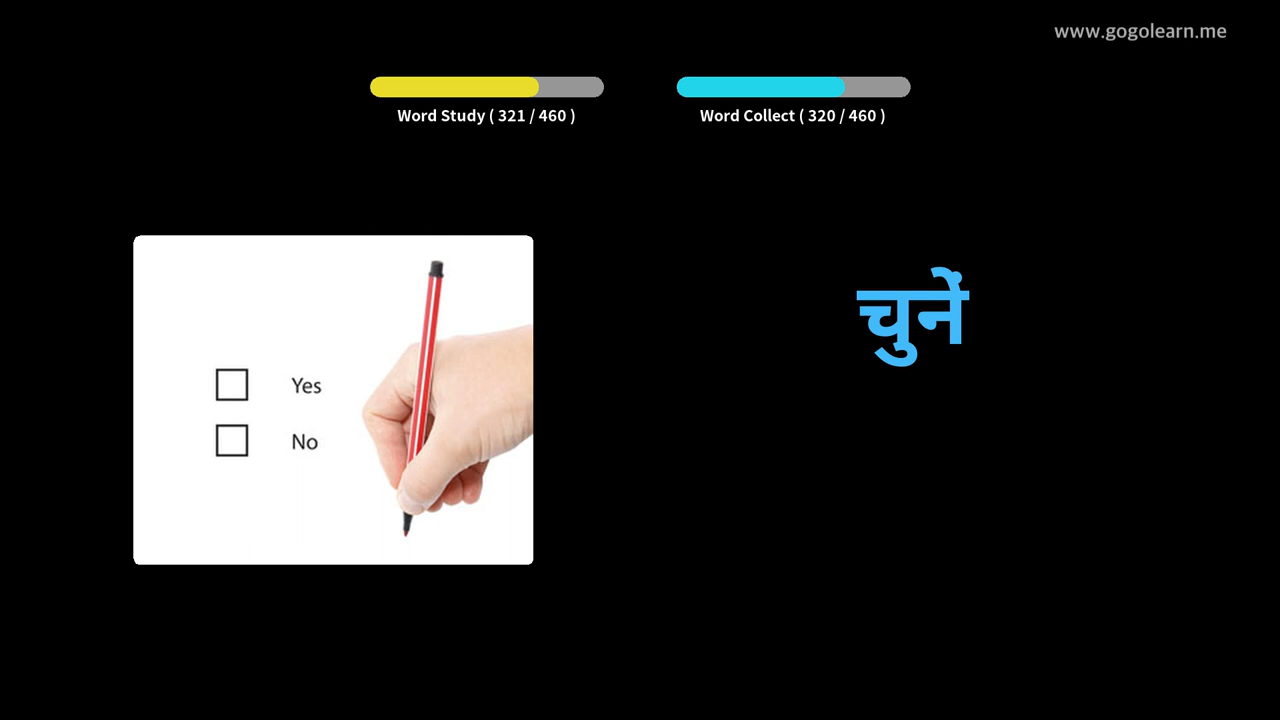 www.gogolearn.me
Word Study ( 321 / 460 )
Word Collect ( 320 / 460 )
चुनें
Yes
No